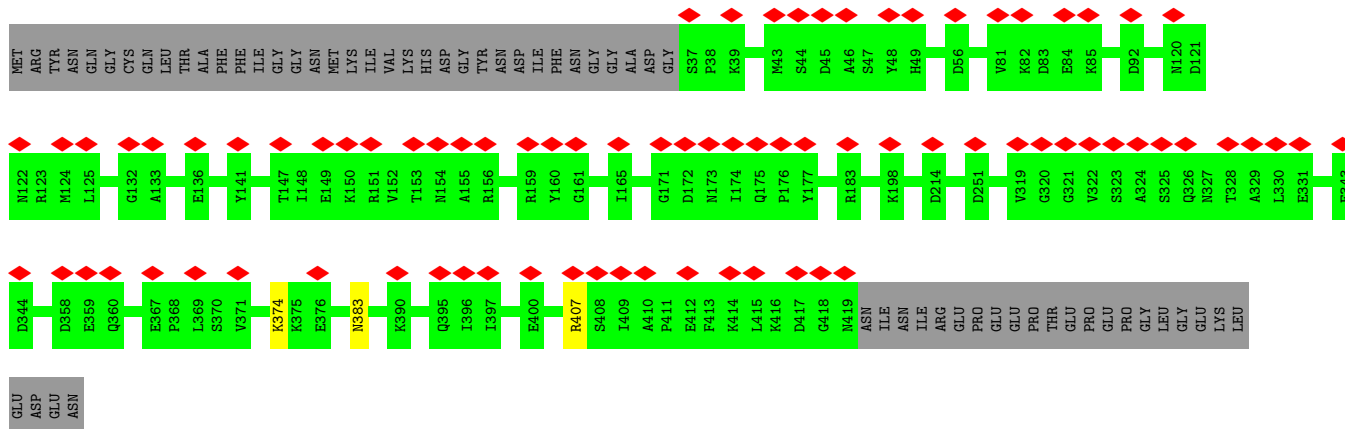 MET ARG TYR ASN GLN GLY CYS GLN LEU THR ALA PHE PHE ILE GLY GLY ASN MET LYS ILE VAL LYS HIS ASP GLY TYR ASN ASP ILE PHE ASN GLY GLY ALA ASP GLY S37 P38 K39 M43 S44 D45 A46 S47 Y48 H49 D56 V81 K82 D83 E84 K85 D92 N120 D121
N122 R123 M124 L125 G132 A133 E136 Y141 T147 I148 E149 K150 R151 V152 T153 N154 A155 R156 R159 Y160 G161 I165 G171 D172 N173 I174 Q175 P176 Y177 R183 K198 D214 D251 V319 G320 G321 V322 S323 A324 S325 Q326 N327 T328 A329 L330 E331
D344 D358 E359 Q360 E367 P368 L369 S370 V371 K374 K375 E376 N383 K390 Q395 I396 I397 E400 R407 S408 I409 A410 P411 E412 F413 K414 L415 K416 D417 G418 N419 ASN ILE ASN ILE ARG GLU PRO GLU GLU PRO THR GLU PRO GLU PRO GLY LEU GLY GLU LYS LEU
GLU ASP GLU ASN